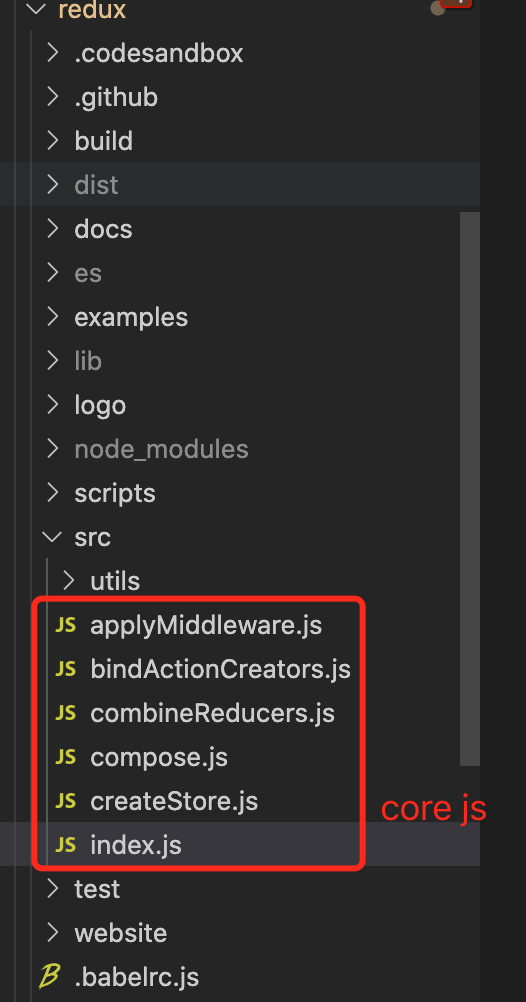 redux
.codesandbox
.github
build
dist
docs
es
examples
lib
logo
node_modules
scripts
src
utils
JS applyMiddleware.js
JS bindActionCreators.js
JS combineReducers.js
JS compose.js
JS createStore.js
core js
JS index.js
test
website
.babelrc.js